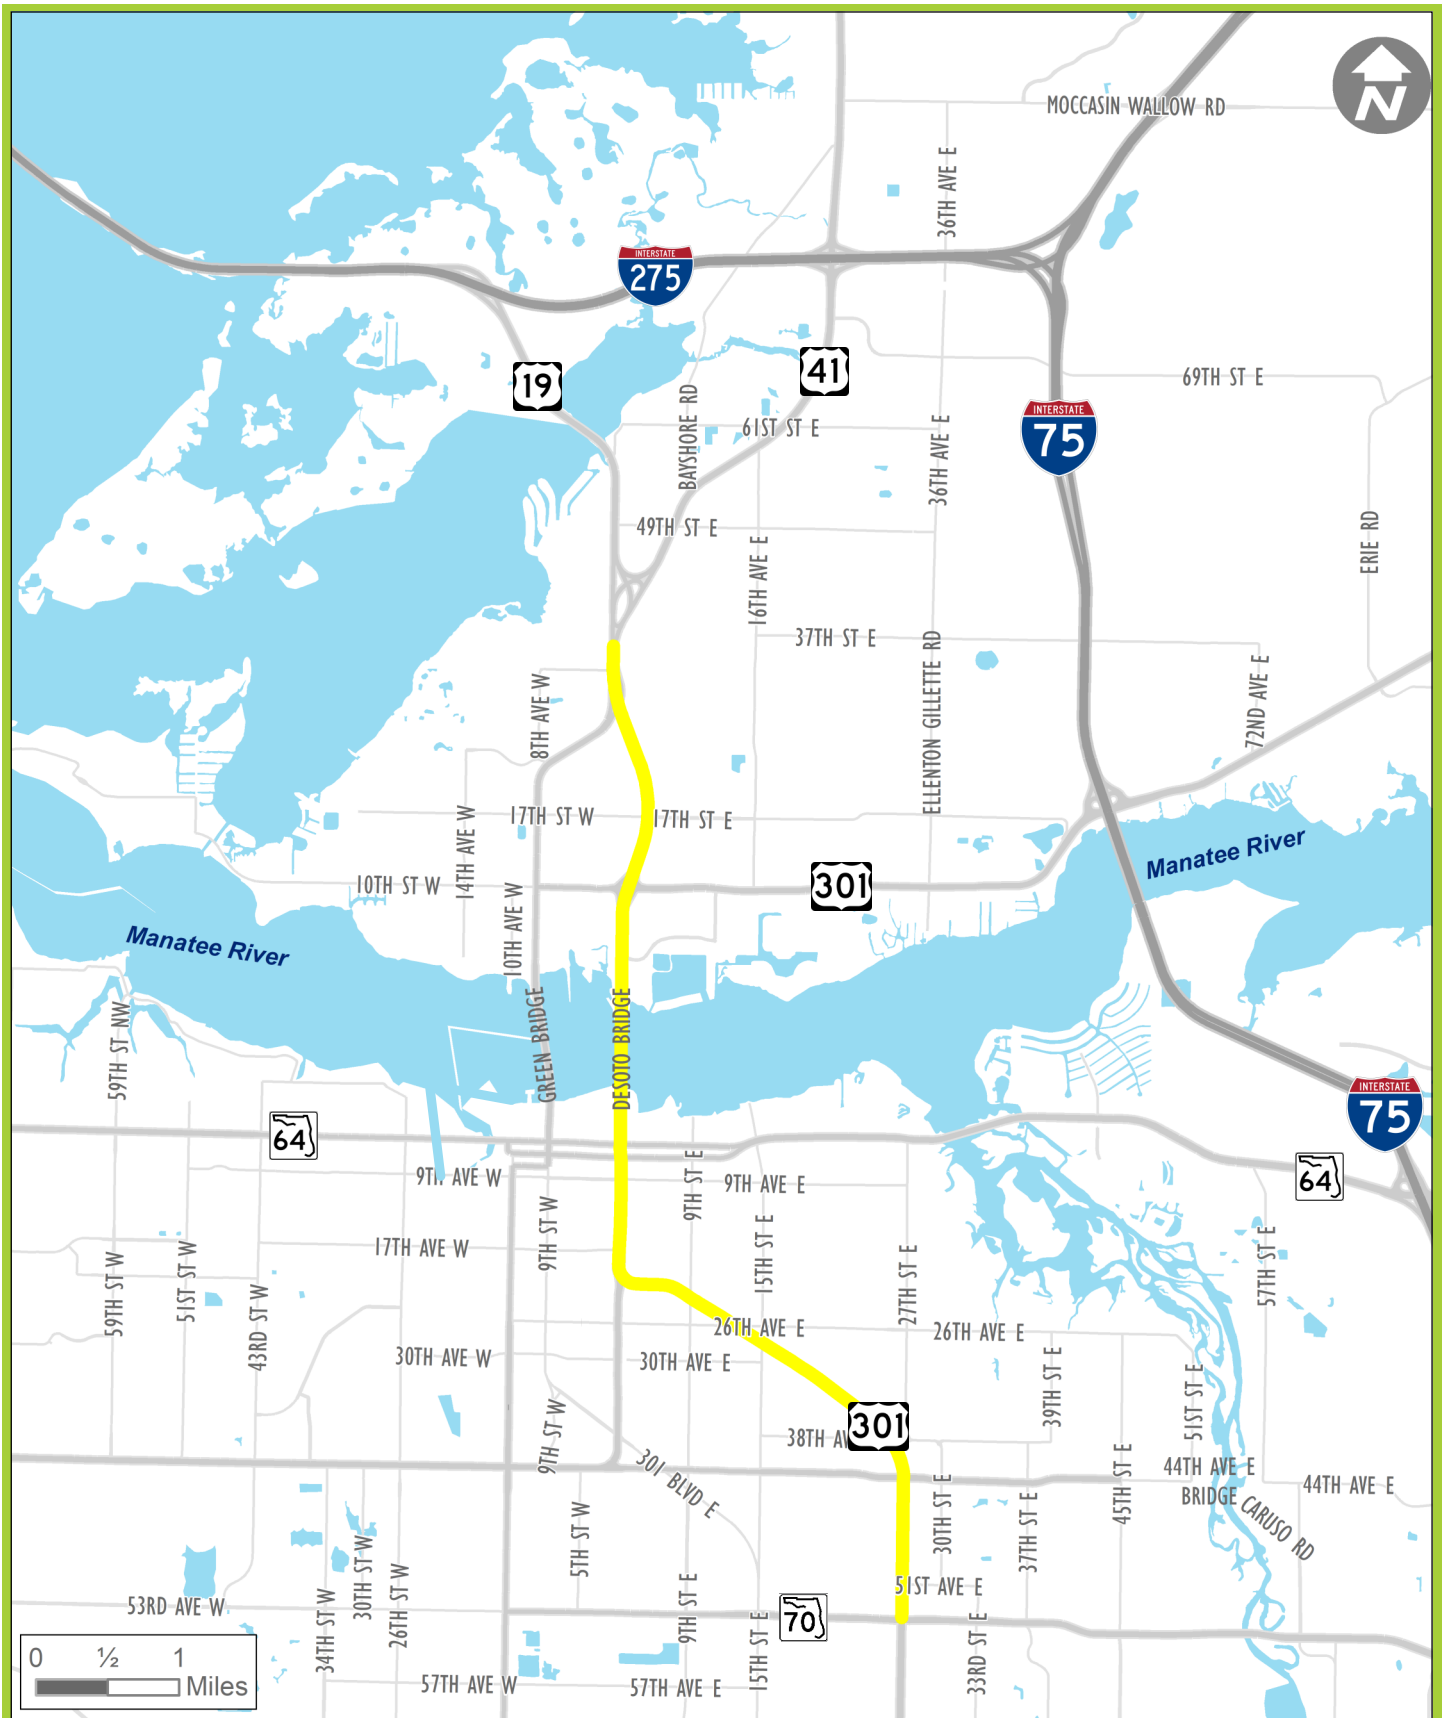 N
MOCCASIN WALLOW RD
36TH AVE E
INTERSTATE
275
19
41
69TH ST E
BAYSHORE RD
61ST ST E
36TH AVE E
INTERSTATE
75
49TH ST E
16TH AVE E
ERIE RD
37TH ST E
ELLENTON GILLETTE RD
72ND AVE E
8TH AVE W
17TH ST W
17TH ST E
14TH AVE W
Manatee River
10TH ST W
301
10TH AVE W
Manatee River
GREEN BRIDGE
DESOTO BRIDGE
59TH ST NW
INTERSTATE
75
64
64
9TH AVE W
9TH ST E
9TH AVE E
17TH AVE W
9TH ST W
15TH ST E
27TH ST E
57TH ST E
59TH ST W
51ST ST W
43RD ST W
26TH AVE E
26TH AVE E
30TH AVE W
30TH AVE E
39TH ST E
51ST ST E
9TH ST W
38TH AV
301
301 BLVD E
44TH AVE E
BRIDGE
44TH AVE E
45TH ST E
CARUSO RD
30TH ST E
37TH ST E
5TH ST W
30TH ST W
26TH ST W
34TH ST W
51ST AVE E
53RD AVE W
9TH ST E
15TH ST E
70
33RD ST E
57TH AVE W
57TH AVE E
0 ½ 1
Miles